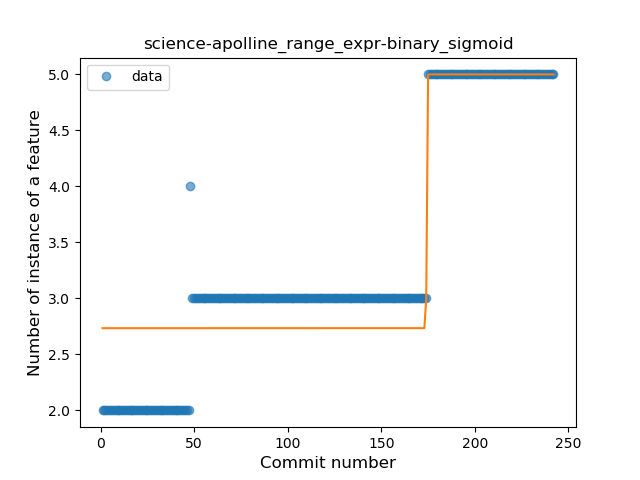 science-apolline_range_expr-binary_sigmoid
data
5.0
4.5
4.0
3.5
3.0
2.5
2.0
Number of instance of a feature
0 50 100 150 200 250
Commit number